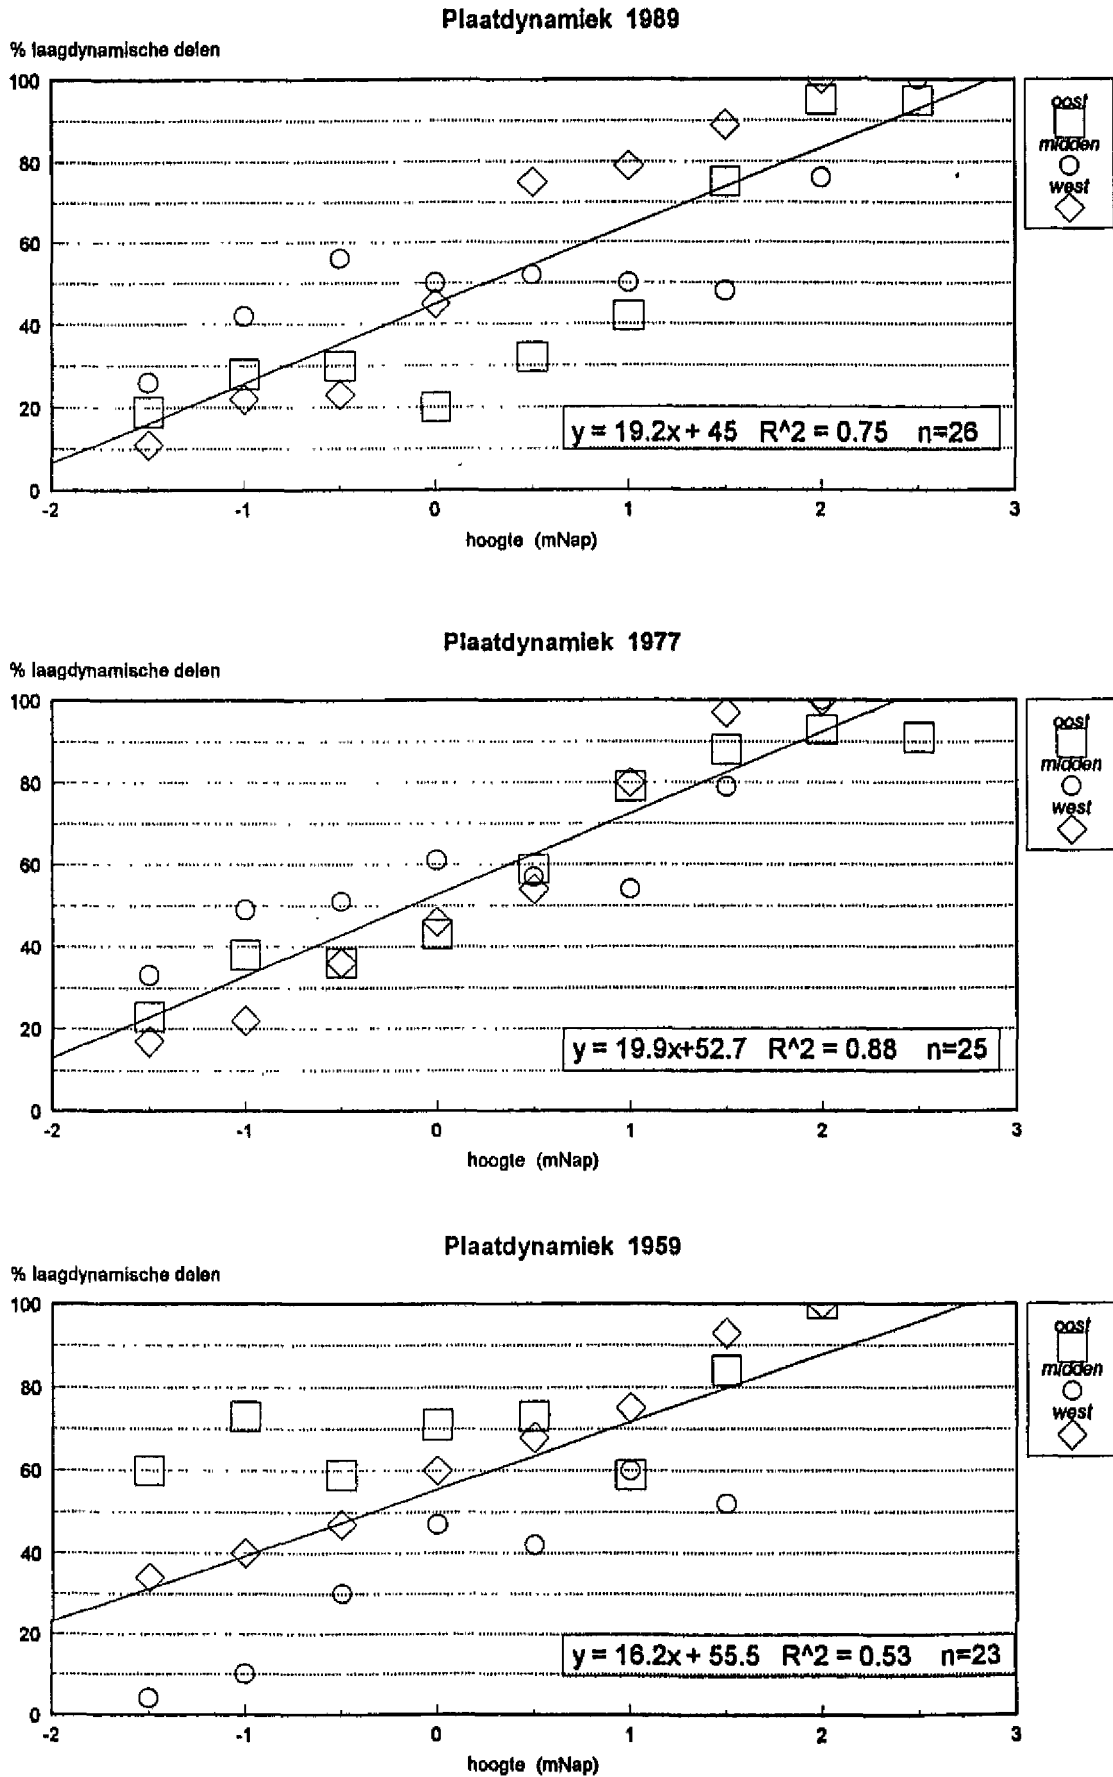 Plaatdynamiek 1989
% laagdynamische delen
100
80
60
40
20
0
-2 -1 0 1 2 3
hoogte (mNap)
oost
midden
west
y = 19.2x + 45 R^2 = 0.75 n=26
Plaatdynamiek 1977
% laagdynamische delen
100
80
60
40
20
0
-2 -1 0 1 2 3
hoogte (mNap)
oost
midden
west
y = 19.9x+52.7 R^2 = 0.88 n=25
Plaatdynamiek 1959
% laagdynamische delen
100
80
60
40
20
0
-2 -1 0 1 2 3
hoogte (mNap)
oost
midden
west
y = 16.2x + 55.5 R^2 = 0.53 n=23